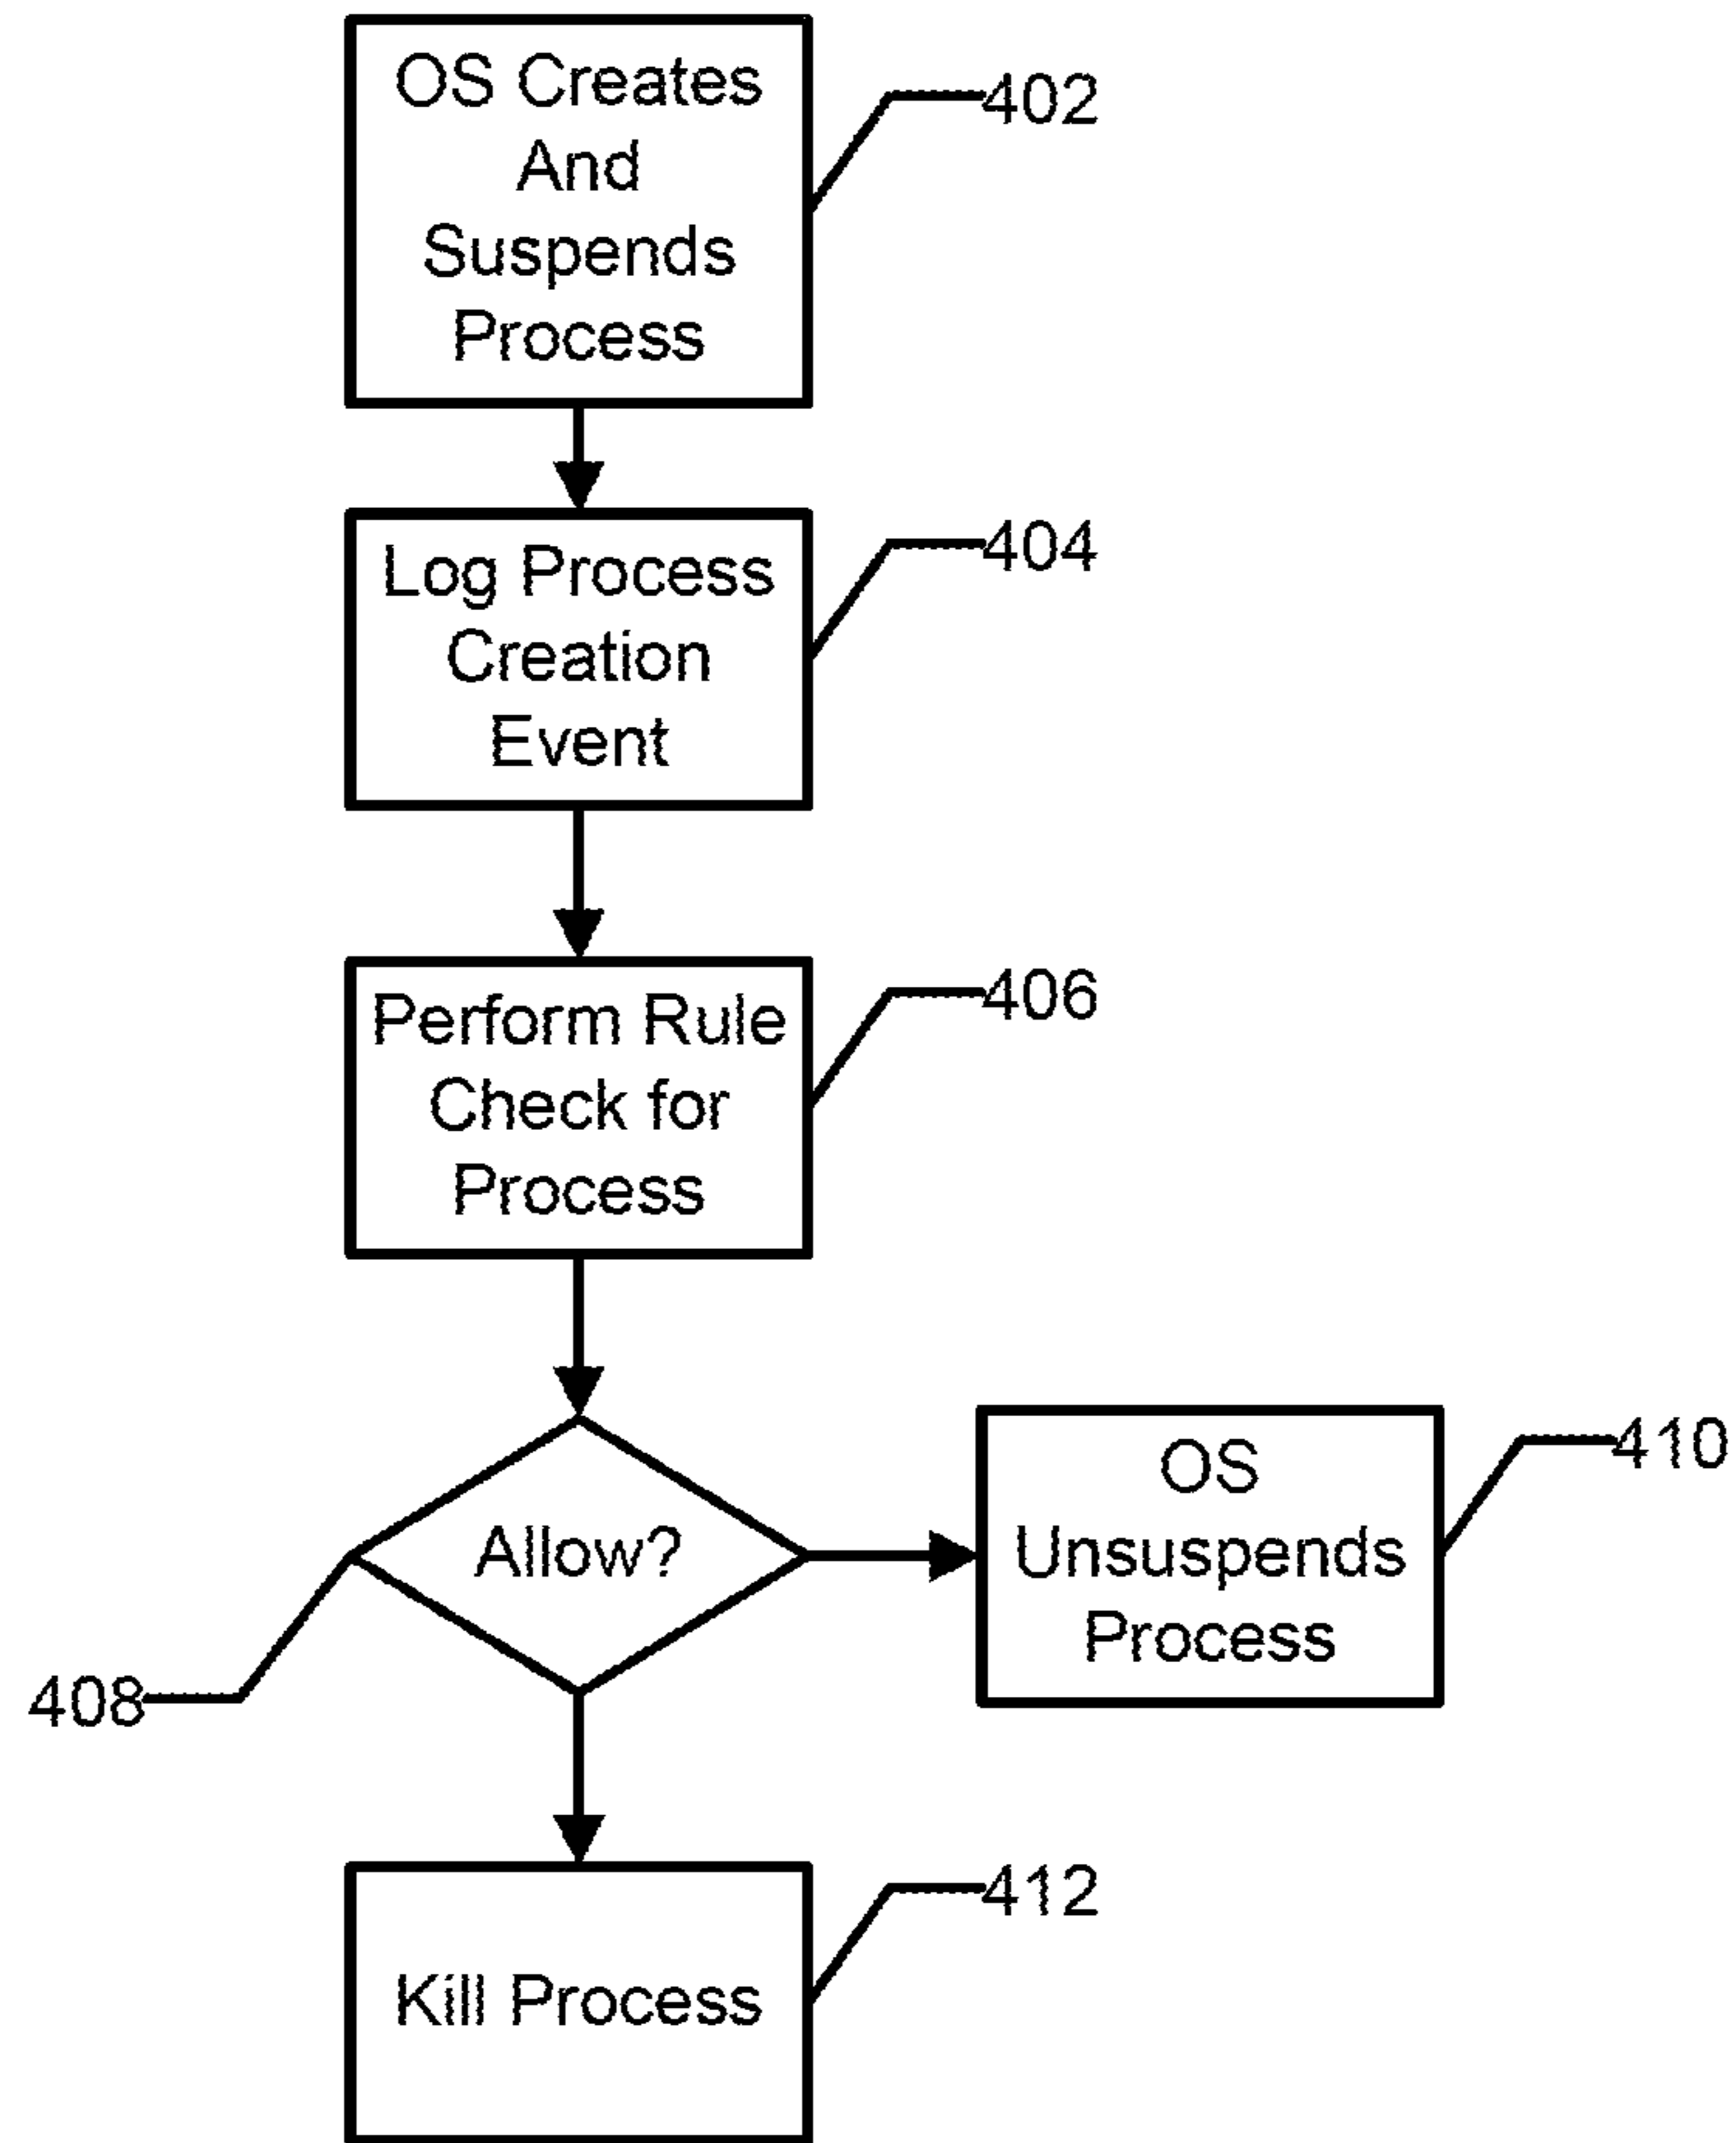 OS Creates
And
Suspends
Process
402
Log Process
Creation
Event
404
Perform Rule
Check for
Process
406
Allow?
408
OS
Unsuspends
Process
410
Kill Process
412